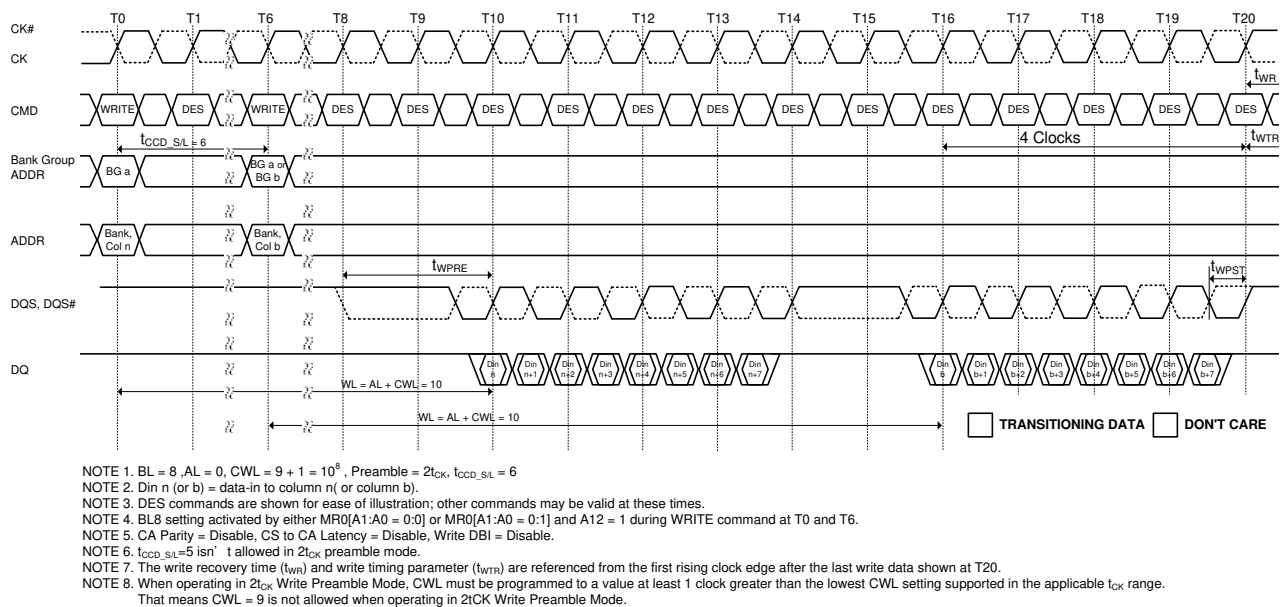 T0 T1 T6 T8 T9 T10 T11 T12 T13 T14 T15 T16 T17 T18 T19 T20
CK#
CK
tWR
CMD WRITE DES WRITE DES DES DES DES DES DES DES DES DES DES DES DES DES
tCCD_S/L = 6
4 Clocks
tWTR
Bank Group
ADDR
BG a
BG a or
BG b
ADDR
Bank,
Col n
Bank,
Col b
tWPRE
tWPST
DQS, DQS#
DQ
Din
n
Din
n+1
Din
n+2
Din
n+3
Din
n+4
Din
n+5
Din
n+6
Din
n+7
Din
b
Din
b+1
Din
b+2
Din
b+3
Din
b+4
Din
b+5
Din
b+6
Din
b+7
WL = AL + CWL = 10
WL = AL + CWL = 10
TRANSITIONING DATA
DON'T CARE
NOTE 1. BL = 8 ,AL = 0, CWL = 9 + 1 = 10⁸ , Preamble = 2tCK, tCCD_S/L = 6
NOTE 2. Din n (or b) = data-in to column n( or column b).
NOTE 3. DES commands are shown for ease of illustration; other commands may be valid at these times.
NOTE 4. BL8 setting activated by either MR0[A1:A0 = 0:0] or MR0[A1:A0 = 0:1] and A12 = 1 during WRITE command at T0 and T6.
NOTE 5. CA Parity = Disable, CS to CA Latency = Disable, Write DBI = Disable.
NOTE 6. tCCD_S/L=5 isn' t allowed in 2tCK preamble mode.
NOTE 7. The write recovery time (tWR) and write timing parameter (tWTR) are referenced from the first rising clock edge after the last write data shown at T20.
NOTE 8. When operating in 2tCK Write Preamble Mode, CWL must be programmed to a value at least 1 clock greater than the lowest CWL setting supported in the applicable tCK range.
That means CWL = 9 is not allowed when operating in 2tCK Write Preamble Mode.